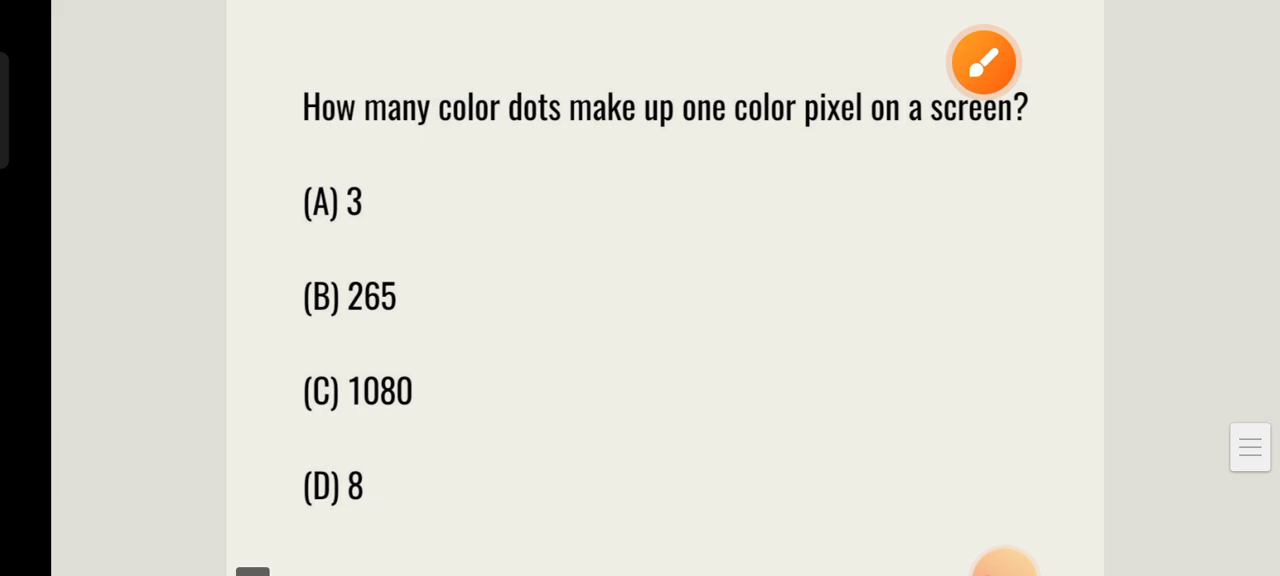 How many color dots make up one color pixel on a screen?
(A) 3
(B) 265
(C) 1080
(D) 8